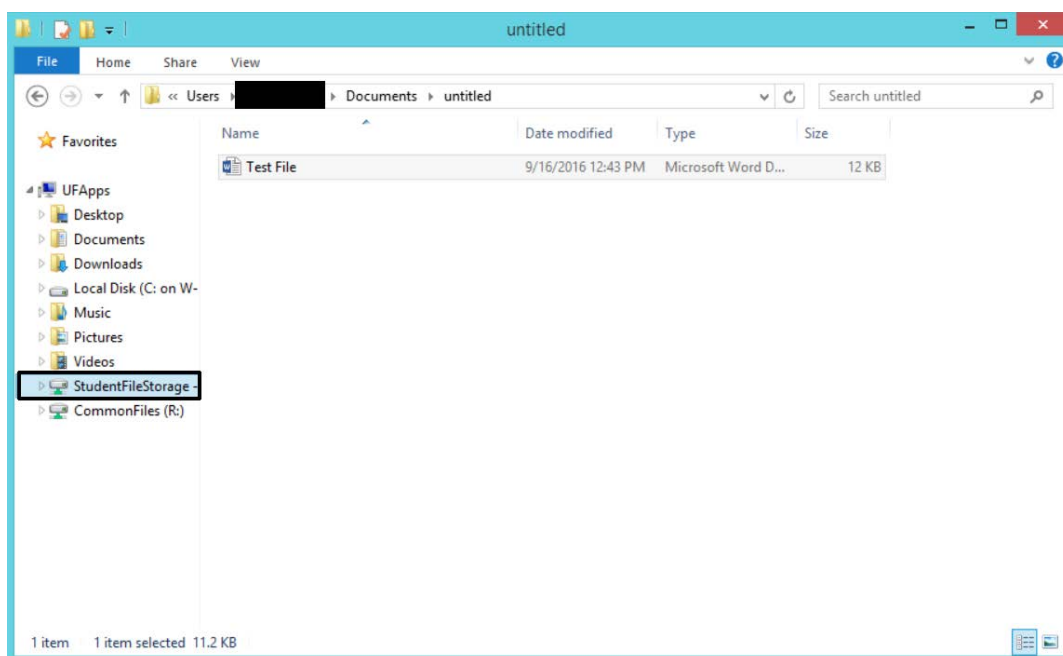 untitled
File Home Share View
« Users Documents untitled
Search untitled
Name Date modified Type Size
Test File 9/16/2016 12:43 PM Microsoft Word D... 12 KB
Favorites
UFApps
Desktop
Documents
Downloads
Local Disk (C: on W-
Music
Pictures
Videos
StudentFileStorage -
CommonFiles (R:)
1 item 1 item selected 11.2 KB